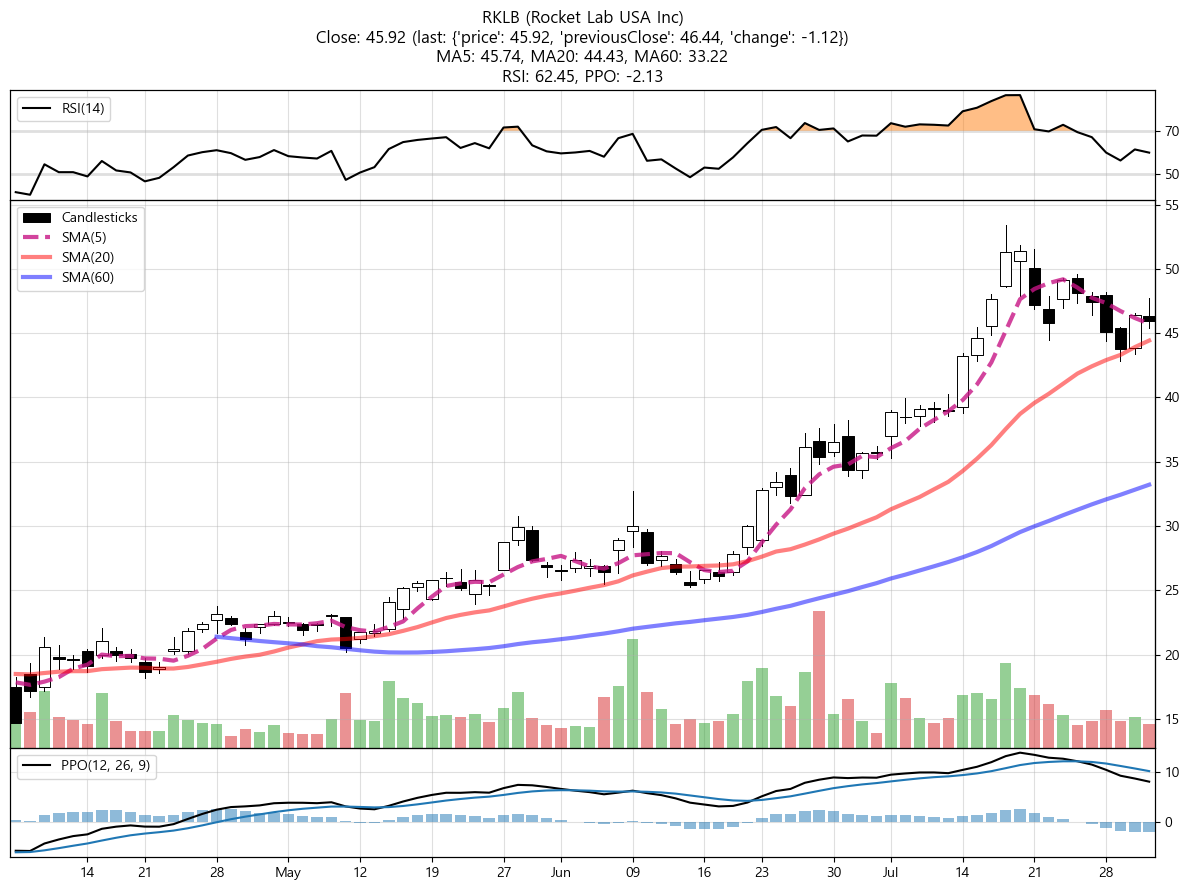 RKLB (Rocket Lab USA Inc)
Close: 45.92 (last: {'price': 45.92, 'previousClose': 46.44, 'change': -1.12})
MA5: 45.74, MA20: 44.43, MA60: 33.22
RSI: 62.45, PPO: -2.13
RSI(14)
70
50
Candlesticks
SMA(5)
SMA(20)
SMA(60)
55
50
45
40
35
30
25
20
15
PPO(12, 26, 9)
10
0
14 21 28 May 12 19 27 Jun 09 16 23 30 Jul 14 21 28